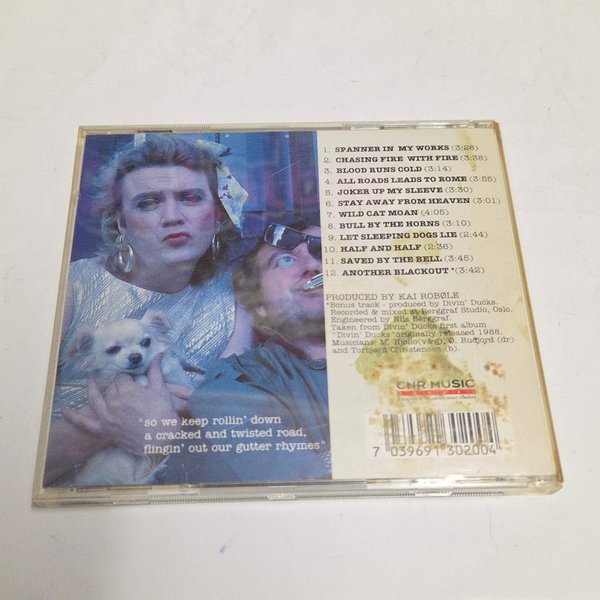 1. SPANNER IN MY WORKS (3:28)
2. CHASING FIRE WITH FIRE (3:38)
3. BLOOD RUNS COLD (3:14)
4. ALL ROADS LEADS TO ROME (3:55)
5. JOKER UP MY SLEEVE (3:30)
6. STAY AWAY FROM HEAVEN (3:01)
7. WILD CAT MOAN (4:05)
8. BULL BY THE HORNS (3:10)
9. LET SLEEPING DOGS LIE (2:44)
10. HALF AND HALF (2:36)
11. SAVED BY THE BELL (3:45)
12. ANOTHER BLACKOUT * (3:42)
PRODUCED BY KAI ROBØLE
*Bonus track - produced by Divin' Ducks.
Recorded & mixed at Berggraf Studio, Oslo.
Engineered by Nils Berggraf.
Taken from Divin' Ducks first album
"Divin' Ducks" originally released 1988.
Musicians: M. (v&g), Ø. Rudjord (dr)
and Torbjørn Christensen (b).
CNR MUSIC
7 039691 302004
"so we keep rollin' down
a cracked and twisted road,
flingin' out our gutter rhymes"